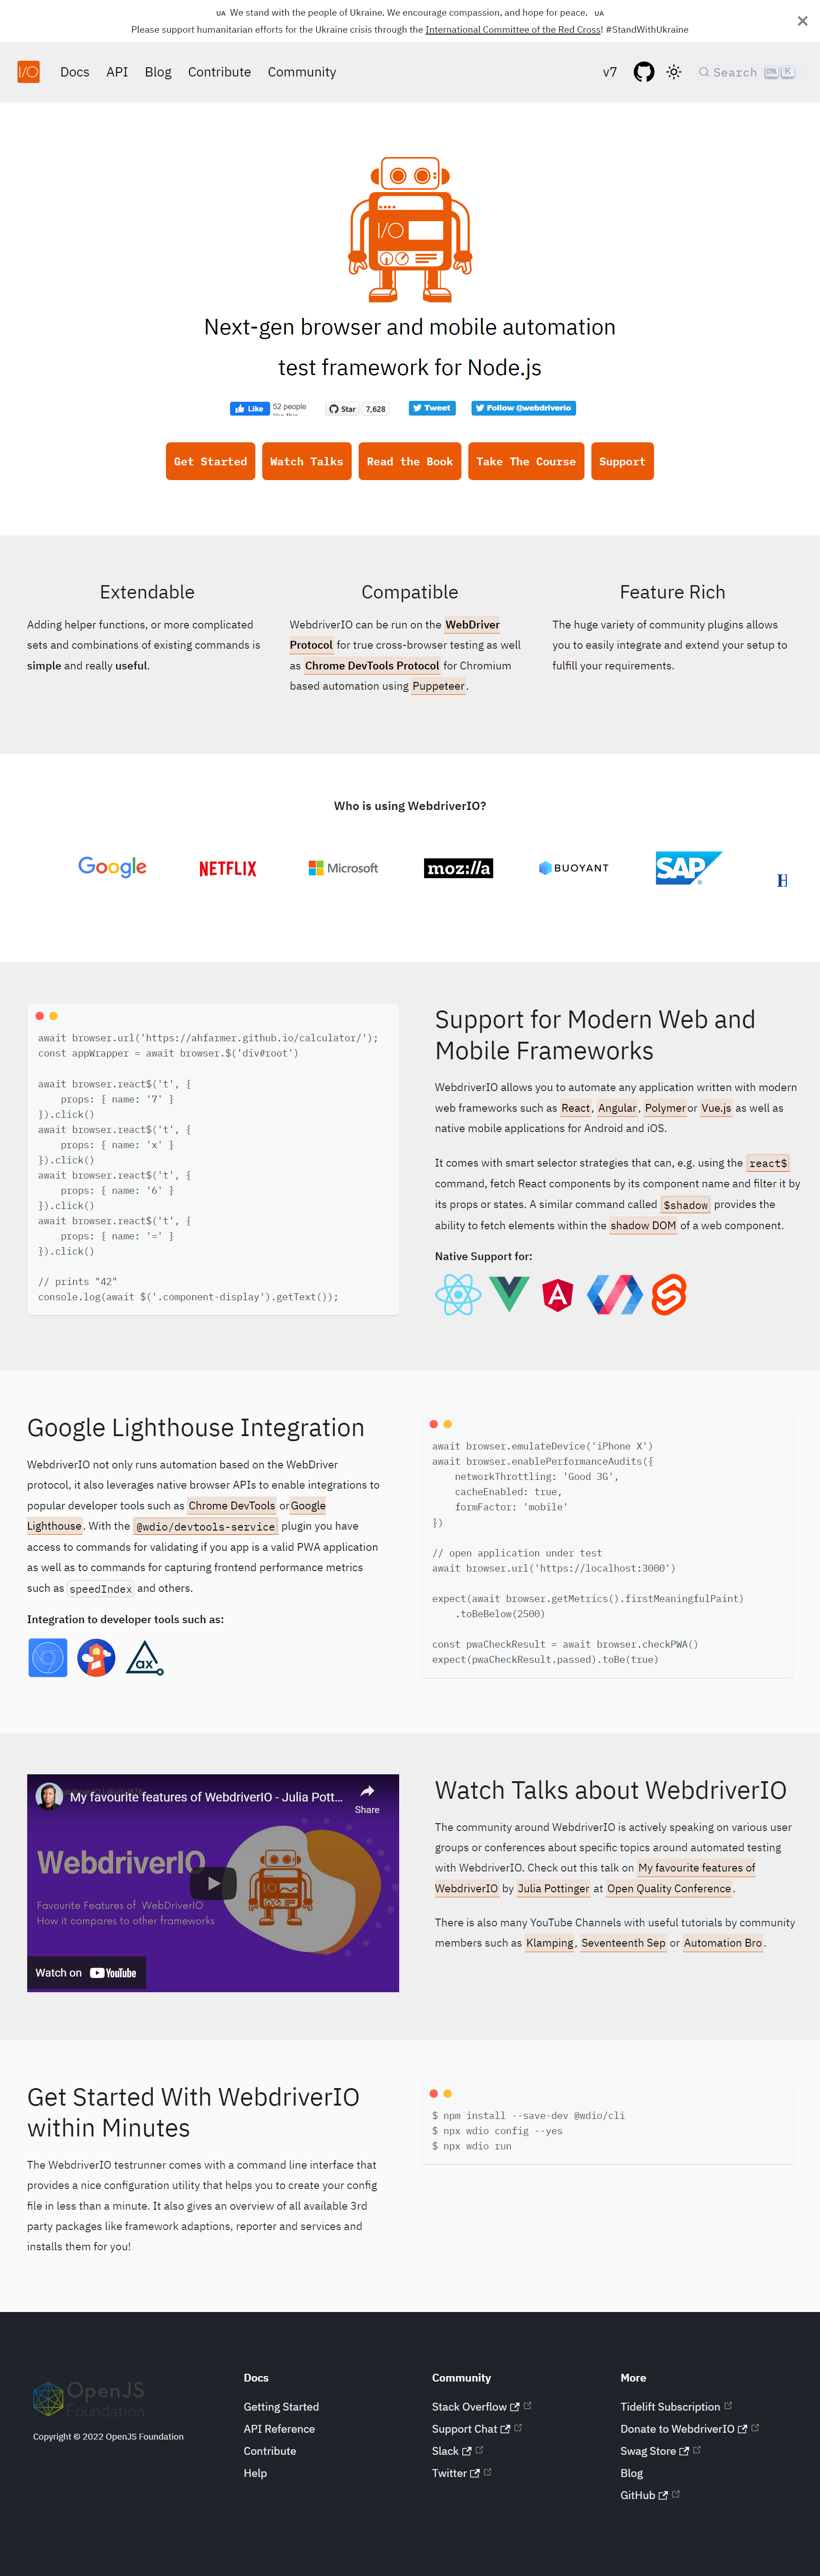 UA We stand with the people of Ukraine. We encourage compassion, and hope for peace. UA
Please support humanitarian efforts for the Ukraine crisis through the International Committee of the Red Cross! #StandWithUkraine
I/O Docs API Blog Contribute Community v7 Search CTRL K
I/O
Next-gen browser and mobile automation
test framework for Node.js
Like 52 people Star 7,628 Tweet Follow @webdriverio
Get Started Watch Talks Read the Book Take The Course Support
Extendable
Adding helper functions, or more complicated
sets and combinations of existing commands is
simple and really useful.
Compatible
WebdriverIO can be run on the WebDriver
Protocol for true cross-browser testing as well
as Chrome DevTools Protocol for Chromium
based automation using Puppeteer.
Feature Rich
The huge variety of community plugins allows
you to easily integrate and extend your setup to
fulfill your requirements.
Who is using WebdriverIO?
Google NETFLIX Microsoft moz://a BUOYANT SAP H
await browser.url('https://ahfarmer.github.io/calculator/');
const appWrapper = await browser.$('div#root')
await browser.react$('t', {
props: { name: '7' }
}).click()
await browser.react$('t', {
props: { name: 'x' }
}).click()
await browser.react$('t', {
props: { name: '6' }
}).click()
await browser.react$('t', {
props: { name: '=' }
}).click()
// prints "42"
console.log(await $('.component-display').getText());
Support for Modern Web and
Mobile Frameworks
WebdriverIO allows you to automate any application written with modern
web frameworks such as React, Angular, Polymer or Vue.js as well as
native mobile applications for Android and iOS.
It comes with smart selector strategies that can, e.g. using the react$
command, fetch React components by its component name and filter it by
its props or states. A similar command called $shadow provides the
ability to fetch elements within the shadow DOM of a web component.
Native Support for:
Google Lighthouse Integration
WebdriverIO not only runs automation based on the WebDriver
protocol, it also leverages native browser APIs to enable integrations to
popular developer tools such as Chrome DevTools or Google
Lighthouse. With the @wdio/devtools-service plugin you have
access to commands for validating if you app is a valid PWA application
as well as to commands for capturing frontend performance metrics
such as speedIndex and others.
Integration to developer tools such as:
ax
await browser.emulateDevice('iPhone X')
await browser.enablePerformanceAudits({
networkThrottling: 'Good 3G',
cacheEnabled: true,
formFactor: 'mobile'
})
// open application under test
await browser.url('https://localhost:3000')
expect(await browser.getMetrics().firstMeaningfulPaint)
.toBeBelow(2500)
const pwaCheckResult = await browser.checkPWA()
expect(pwaCheckResult.passed).toBe(true)
My favourite features of WebdriverIO - Julia Pott...
Share
WebdriverIO
Favourite Features of WebDriverIO
How it compares to other frameworks
Watch on YouTube
Watch Talks about WebdriverIO
The community around WebdriverIO is actively speaking on various user
groups or conferences about specific topics around automated testing
with WebdriverIO. Check out this talk on My favourite features of
WebdriverIO by Julia Pottinger at Open Quality Conference.
There is also many YouTube Channels with useful tutorials by community
members such as Klamping, Seventeenth Sep or Automation Bro.
Get Started With WebdriverIO
within Minutes
The WebdriverIO testrunner comes with a command line interface that
provides a nice configuration utility that helps you to create your config
file in less than a minute. It also gives an overview of all available 3rd
party packages like framework adaptions, reporter and services and
installs them for you!
$ npm install --save-dev @wdio/cli
$ npx wdio config --yes
$ npx wdio run
OpenJS
Foundation
Copyright © 2022 OpenJS Foundation
Docs
Getting Started
API Reference
Contribute
Help
Community
Stack Overflow
Support Chat
Slack
Twitter
More
Tidelift Subscription
Donate to WebdriverIO
Swag Store
Blog
GitHub